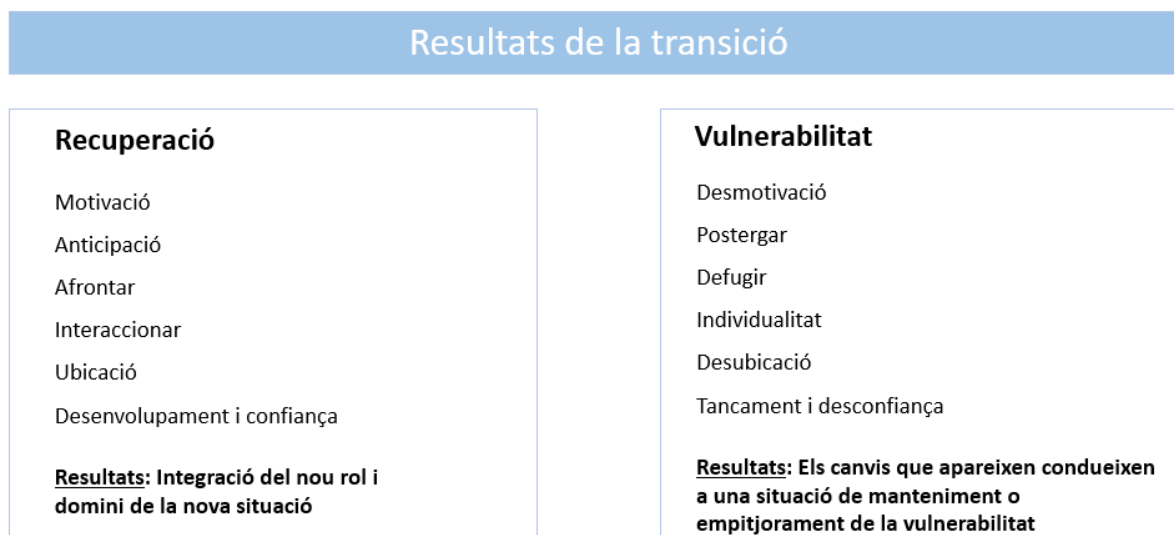 Resultats de la transició
Recuperació
Motivació
Anticipació
Afrontar
Interaccionar
Ubicació
Desenvolupament i confiança
Resultats: Integració del nou rol i
domini de la nova situació
Vulnerabilitat
Desmotivació
Postergar
Defugir
Individualitat
Desubicació
Tancament i desconfiança
Resultats: Els canvis que apareixen condueixen
a una situació de manteniment o
empitjorament de la vulnerabilitat